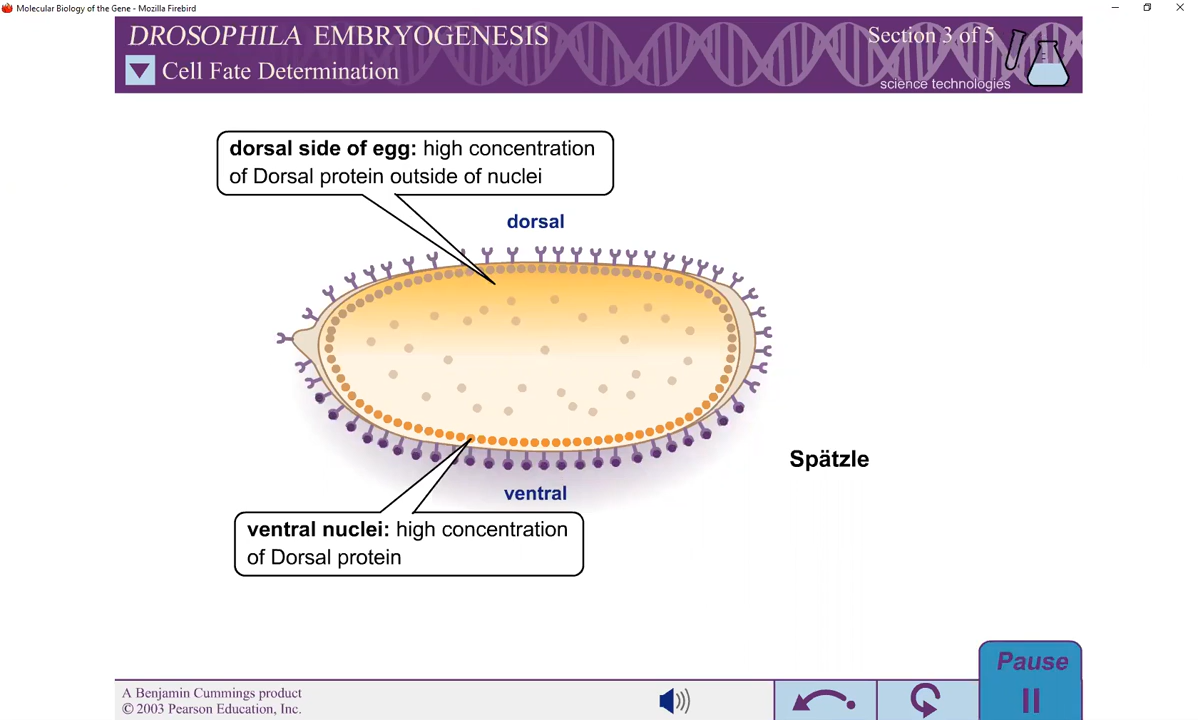 Molecular Biology of the Gene - Mozilla Firebird
DROSOPHILA EMBRYOGENESIS
Section 3 of 5
Cell Fate Determination
science technologies
dorsal side of egg: high concentration
of Dorsal protein outside of nuclei
dorsal
Spätzle
ventral
ventral nuclei: high concentration
of Dorsal protein
Pause
A Benjamin Cummings product
© 2003 Pearson Education, Inc.